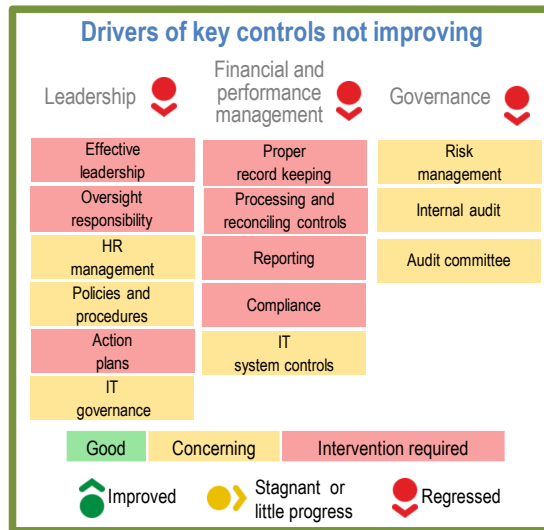 Drivers of key controls not improving
Leadership
Financial and
performance
management
Governance
Effective
leadership
Oversight
responsibility
HR
management
Policies and
procedures
Action
plans
IT
governance
Proper
record keeping
Processing and
reconciling controls
Reporting
Compliance
IT
system controls
Risk
management
Internal audit
Audit committee
Good
Concerning
Intervention required
Improved
Stagnant or
little progress
Regressed